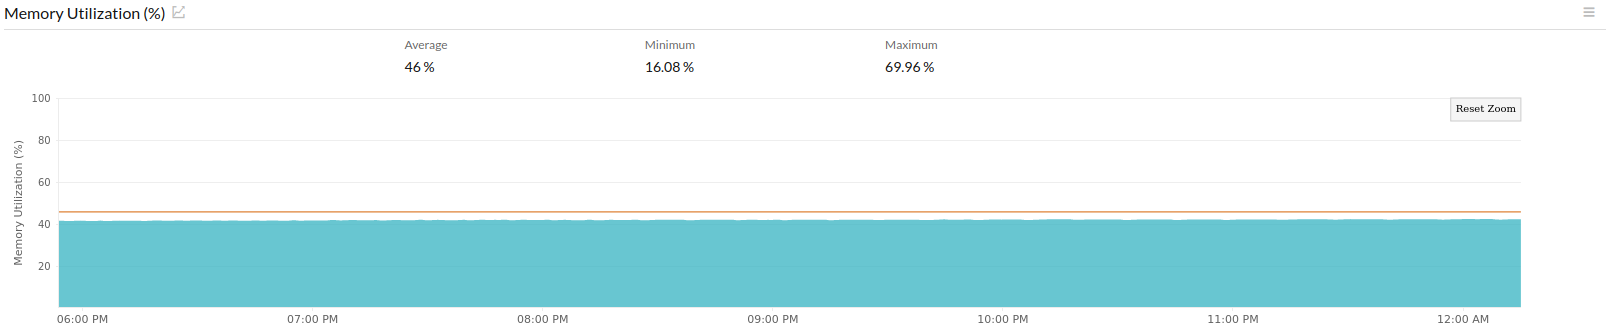 Memory Utilization (%)
Average Minimum Maximum
46 % 16.08 % 69.96 %
Reset Zoom
Memory Utilization (%)
100
80
60
40
20
06:00 PM 07:00 PM 08:00 PM 09:00 PM 10:00 PM 11:00 PM 12:00 AM